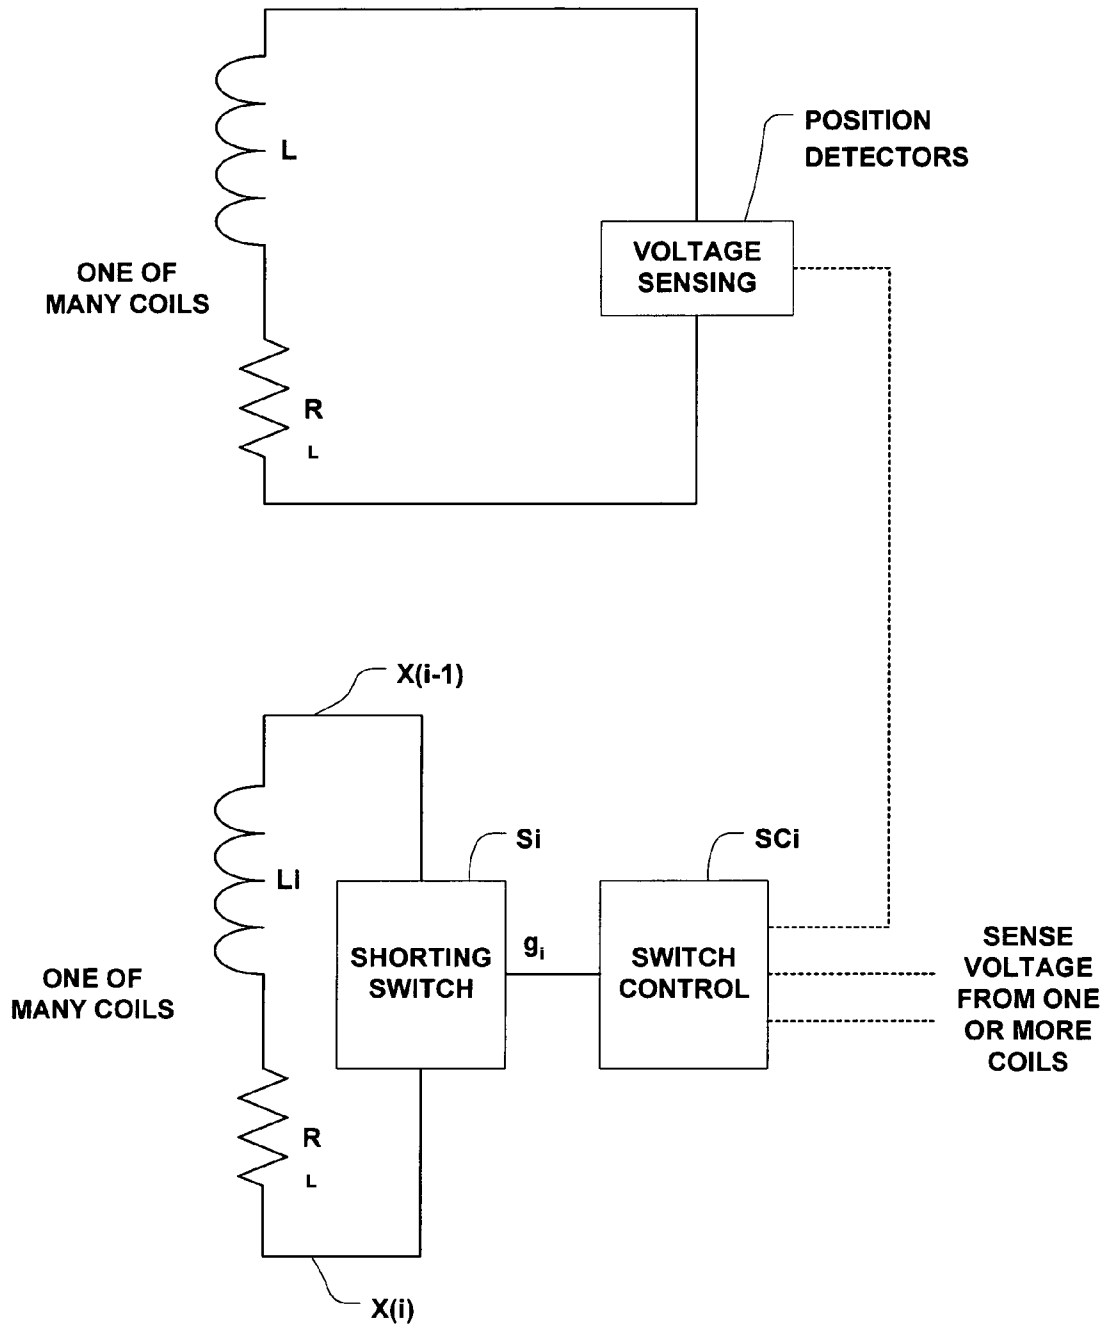 POSITION
DETECTORS
L
VOLTAGE
SENSING
ONE OF
MANY COILS
R
L
X(i-1)
Si
SCi
Li
SHORTING
SWITCH
gi
SWITCH
CONTROL
SENSE
VOLTAGE
FROM ONE
OR MORE
COILS
ONE OF
MANY COILS
R
L
X(i)